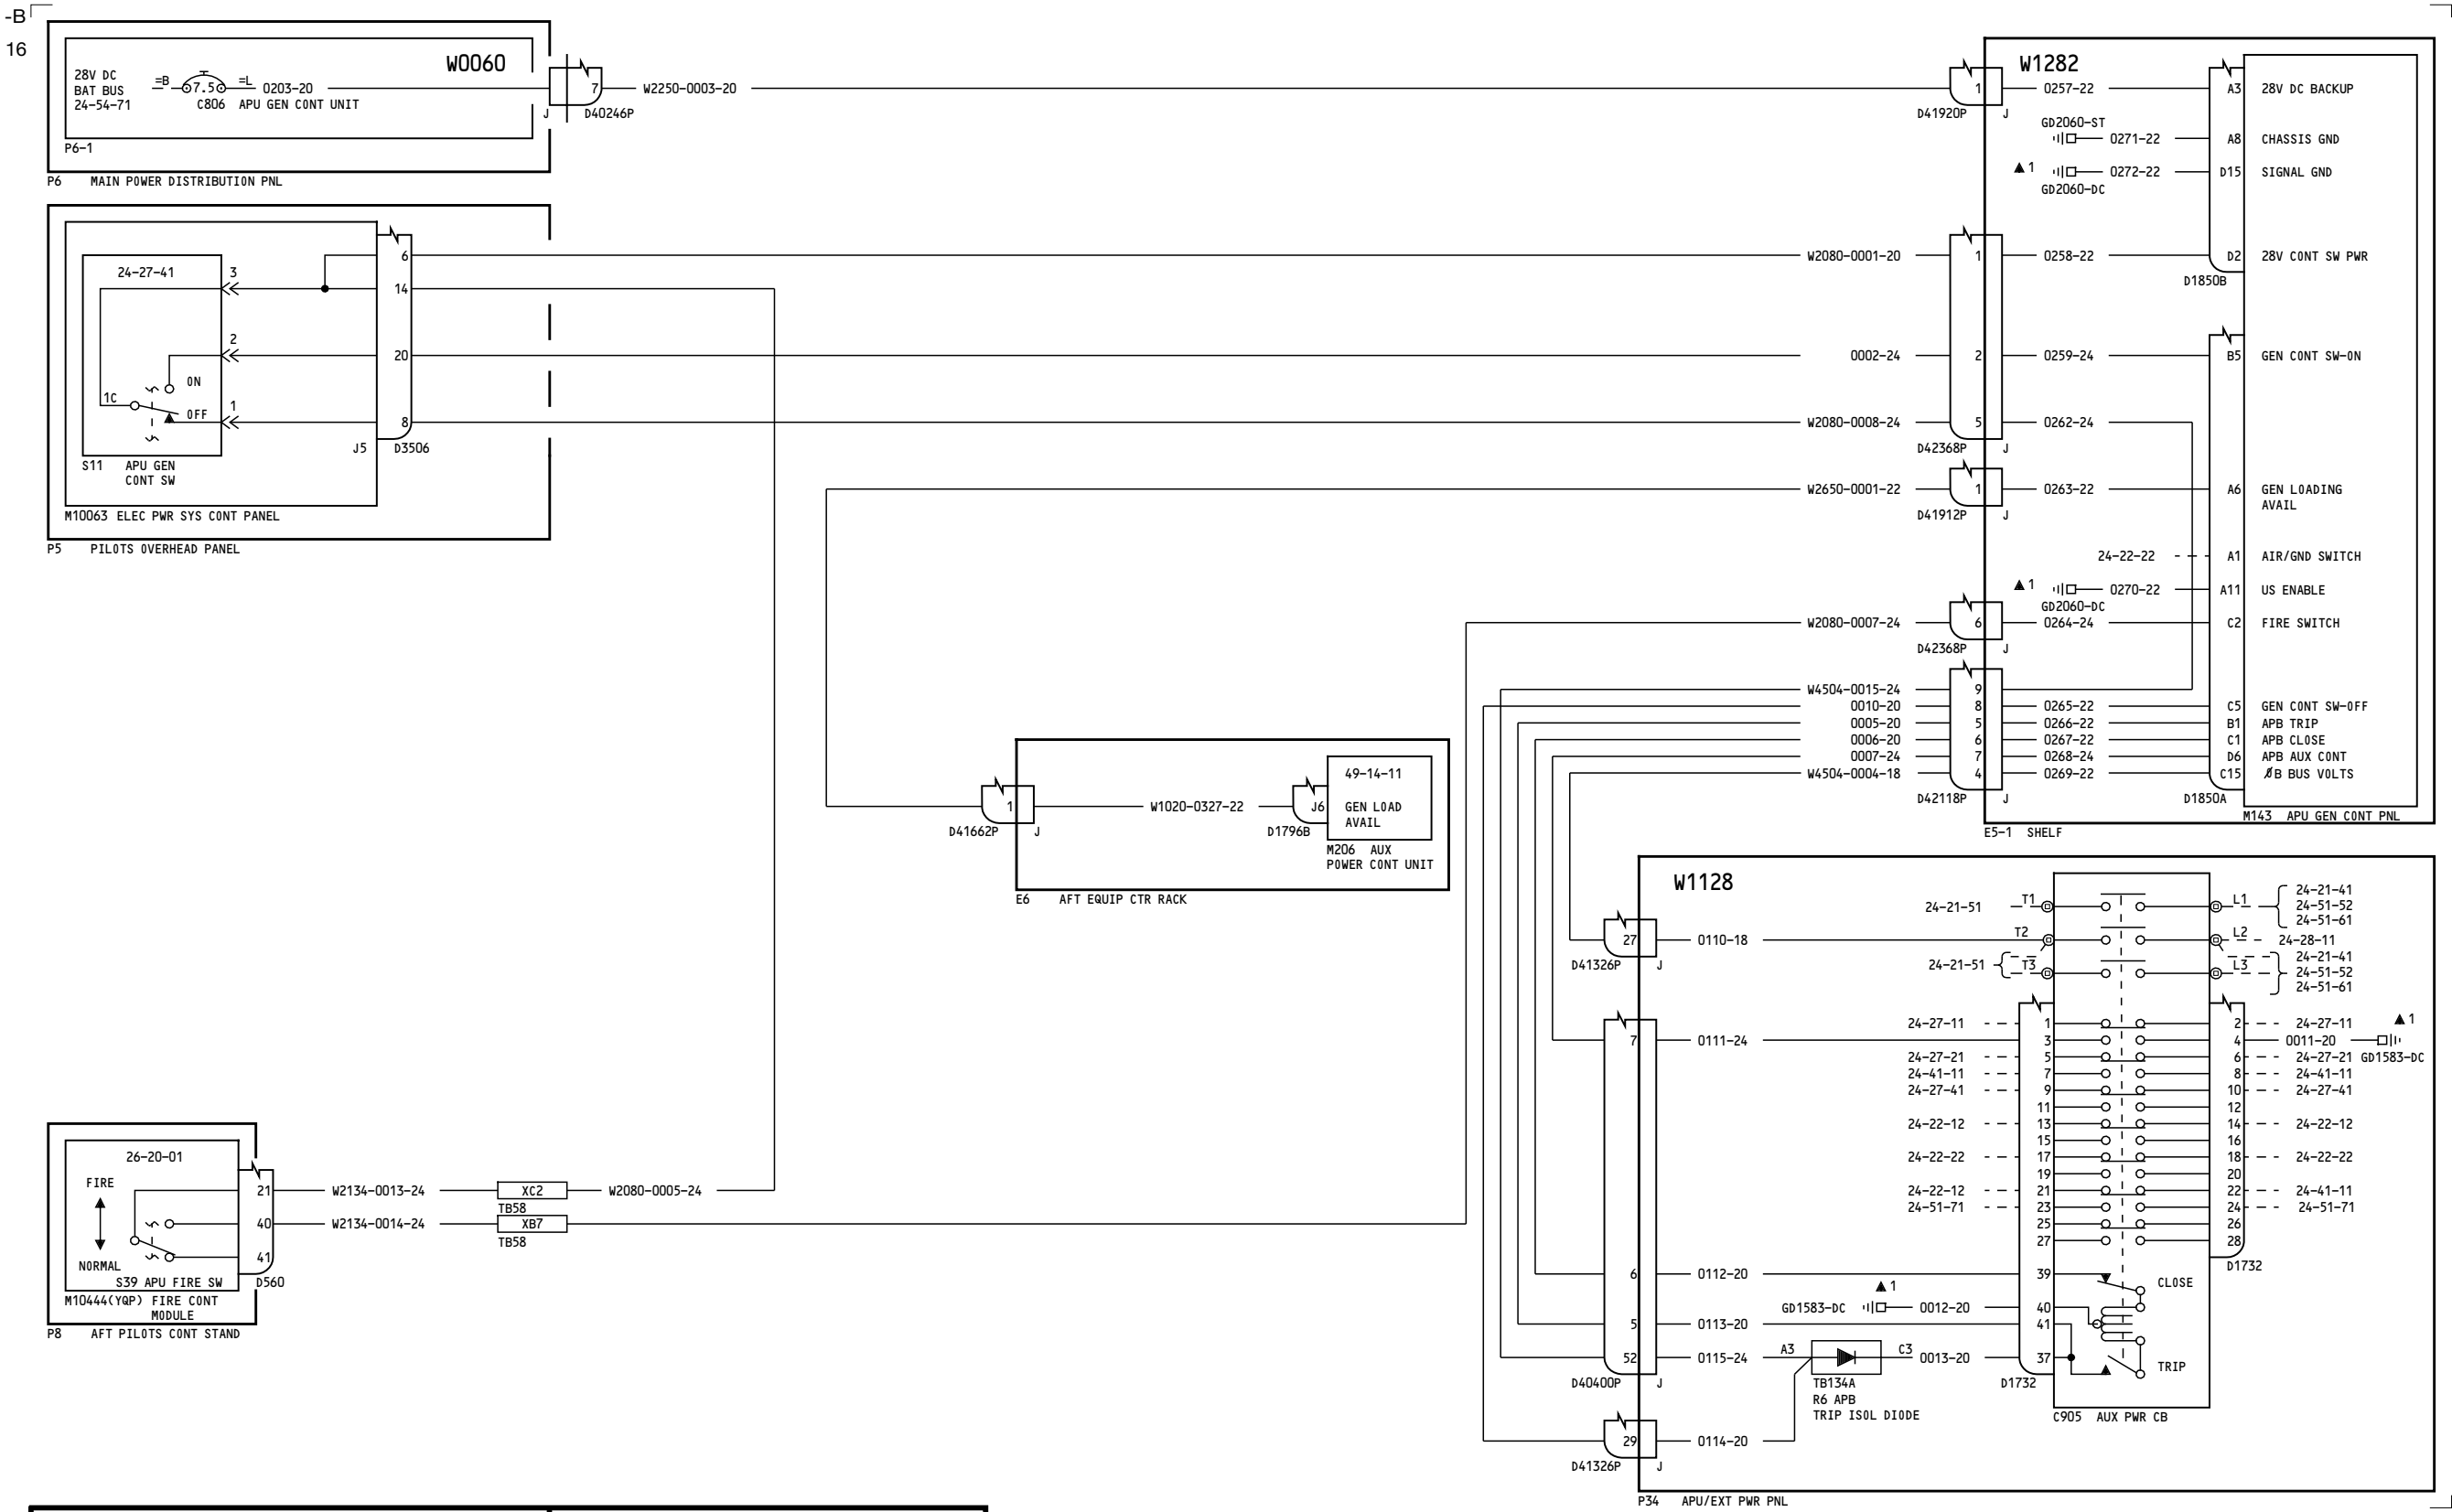 -B
16
W0060
28V DC
BAT BUS
24-54-71
=B
7.5
=L
0203-20
C806 APU GEN CONT UNIT
P6-1
P6 MAIN POWER DISTRIBUTION PNL
J
7
D40246P
W2250-0003-20
24-27-41
3
2
1
1C
ON
OFF
S11 APU GEN
CONT SW
M10063 ELEC PWR SYS CONT PANEL
P5 PILOTS OVERHEAD PANEL
6
14
20
8
J5
D3506
W2080-0001-20
0002-24
W2080-0008-24
W2650-0001-22
W2080-0007-24
W4504-0015-24
0010-20
0005-20
0006-20
0007-24
W4504-0004-18
1
D41920P
J
1
2
5
D42368P
J
1
D41912P
J
6
D42368P
J
9
8
5
6
7
4
D42118P
J
W1282
0257-22
A3
28V DC BACKUP
GD2060-ST
0271-22
A8
CHASSIS GND
▲ 1
0272-22
D15
SIGNAL GND
GD2060-DC
0258-22
D2
28V CONT SW PWR
D1850B
0259-24
B5
GEN CONT SW-ON
0262-24
0263-22
A6
GEN LOADING
AVAIL
24-22-22
A1
AIR/GND SWITCH
▲ 1
0270-22
A11
US ENABLE
GD2060-DC
0264-24
C2
FIRE SWITCH
0265-22
C5
GEN CONT SW-OFF
0266-22
B1
APB TRIP
0267-22
C1
APB CLOSE
0268-24
D6
APB AUX CONT
0269-22
C15
ØB BUS VOLTS
D1850A
M143 APU GEN CONT PNL
E5-1 SHELF
1
D41662P
J
W1020-0327-22
J6
D1796B
49-14-11
GEN LOAD
AVAIL
M206 AUX
POWER CONT UNIT
E6 AFT EQUIP CTR RACK
26-20-01
FIRE
NORMAL
S39 APU FIRE SW
M10444(YQP) FIRE CONT
MODULE
P8 AFT PILOTS CONT STAND
21
40
41
D560
W2134-0013-24
XC2
TB58
W2080-0005-24
W2134-0014-24
XB7
TB58
W1128
27
D41326P
J
0110-18
24-21-51
T1
T2
24-21-51
T3
L1
24-21-41
24-51-52
24-51-61
L2
24-28-11
L3
24-21-41
24-51-52
24-51-61
7
0111-24
24-27-11
1
2
24-27-11
▲ 1
3
4
0011-20
24-27-21
5
6
24-27-21
GD1583-DC
24-41-11
7
8
24-41-11
24-27-41
9
10
24-27-41
11
12
24-22-12
13
14
24-22-12
15
16
24-22-22
17
18
24-22-22
19
20
24-22-12
21
22
24-41-11
24-51-71
23
24
24-51-71
25
26
27
28
D1732
6
0112-20
39
CLOSE
▲ 1
GD1583-DC
0012-20
40
5
0113-20
41
52
0115-24
A3
C3
0013-20
37
TRIP
D40400P
J
TB134A
R6 APB
TRIP ISOL DIODE
D1732
C905 AUX PWR CB
29
0114-20
D41326P
J
P34 APU/EXT PWR PNL